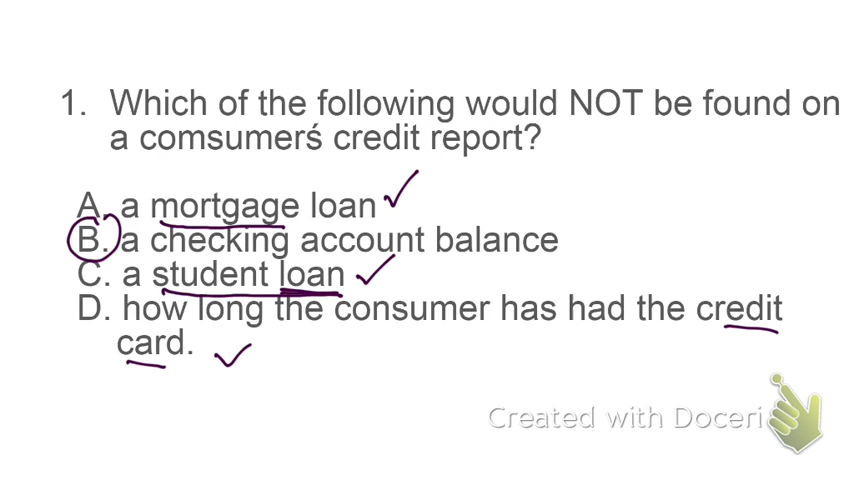 1. Which of the following would NOT be found on
a comsumerś credit report?
A. a mortgage loan
B. a checking account balance
C. a student loan
D. how long the consumer has had the credit
card.
Created with Doceri